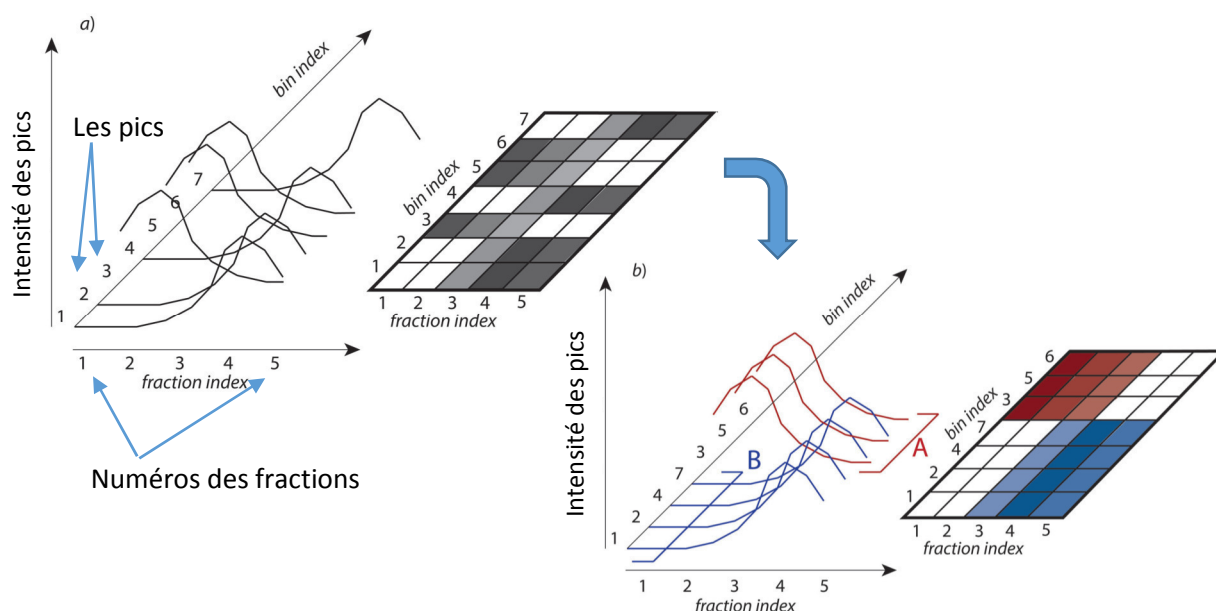 a)
Intensité des pics
Les pics
bin index
1
2
3
4
5
6
7
1 2 3 4 5
fraction index
Numéros des fractions
bin index
1
2
3
4
5
6
7
1 2 3 4 5
fraction index
b)
Intensité des pics
bin index
1
2
4
7
3
5
6
A
B
1 2 3 4 5
fraction index
bin index
1
2
4
7
3
5
6
1 2 3 4 5
fraction index